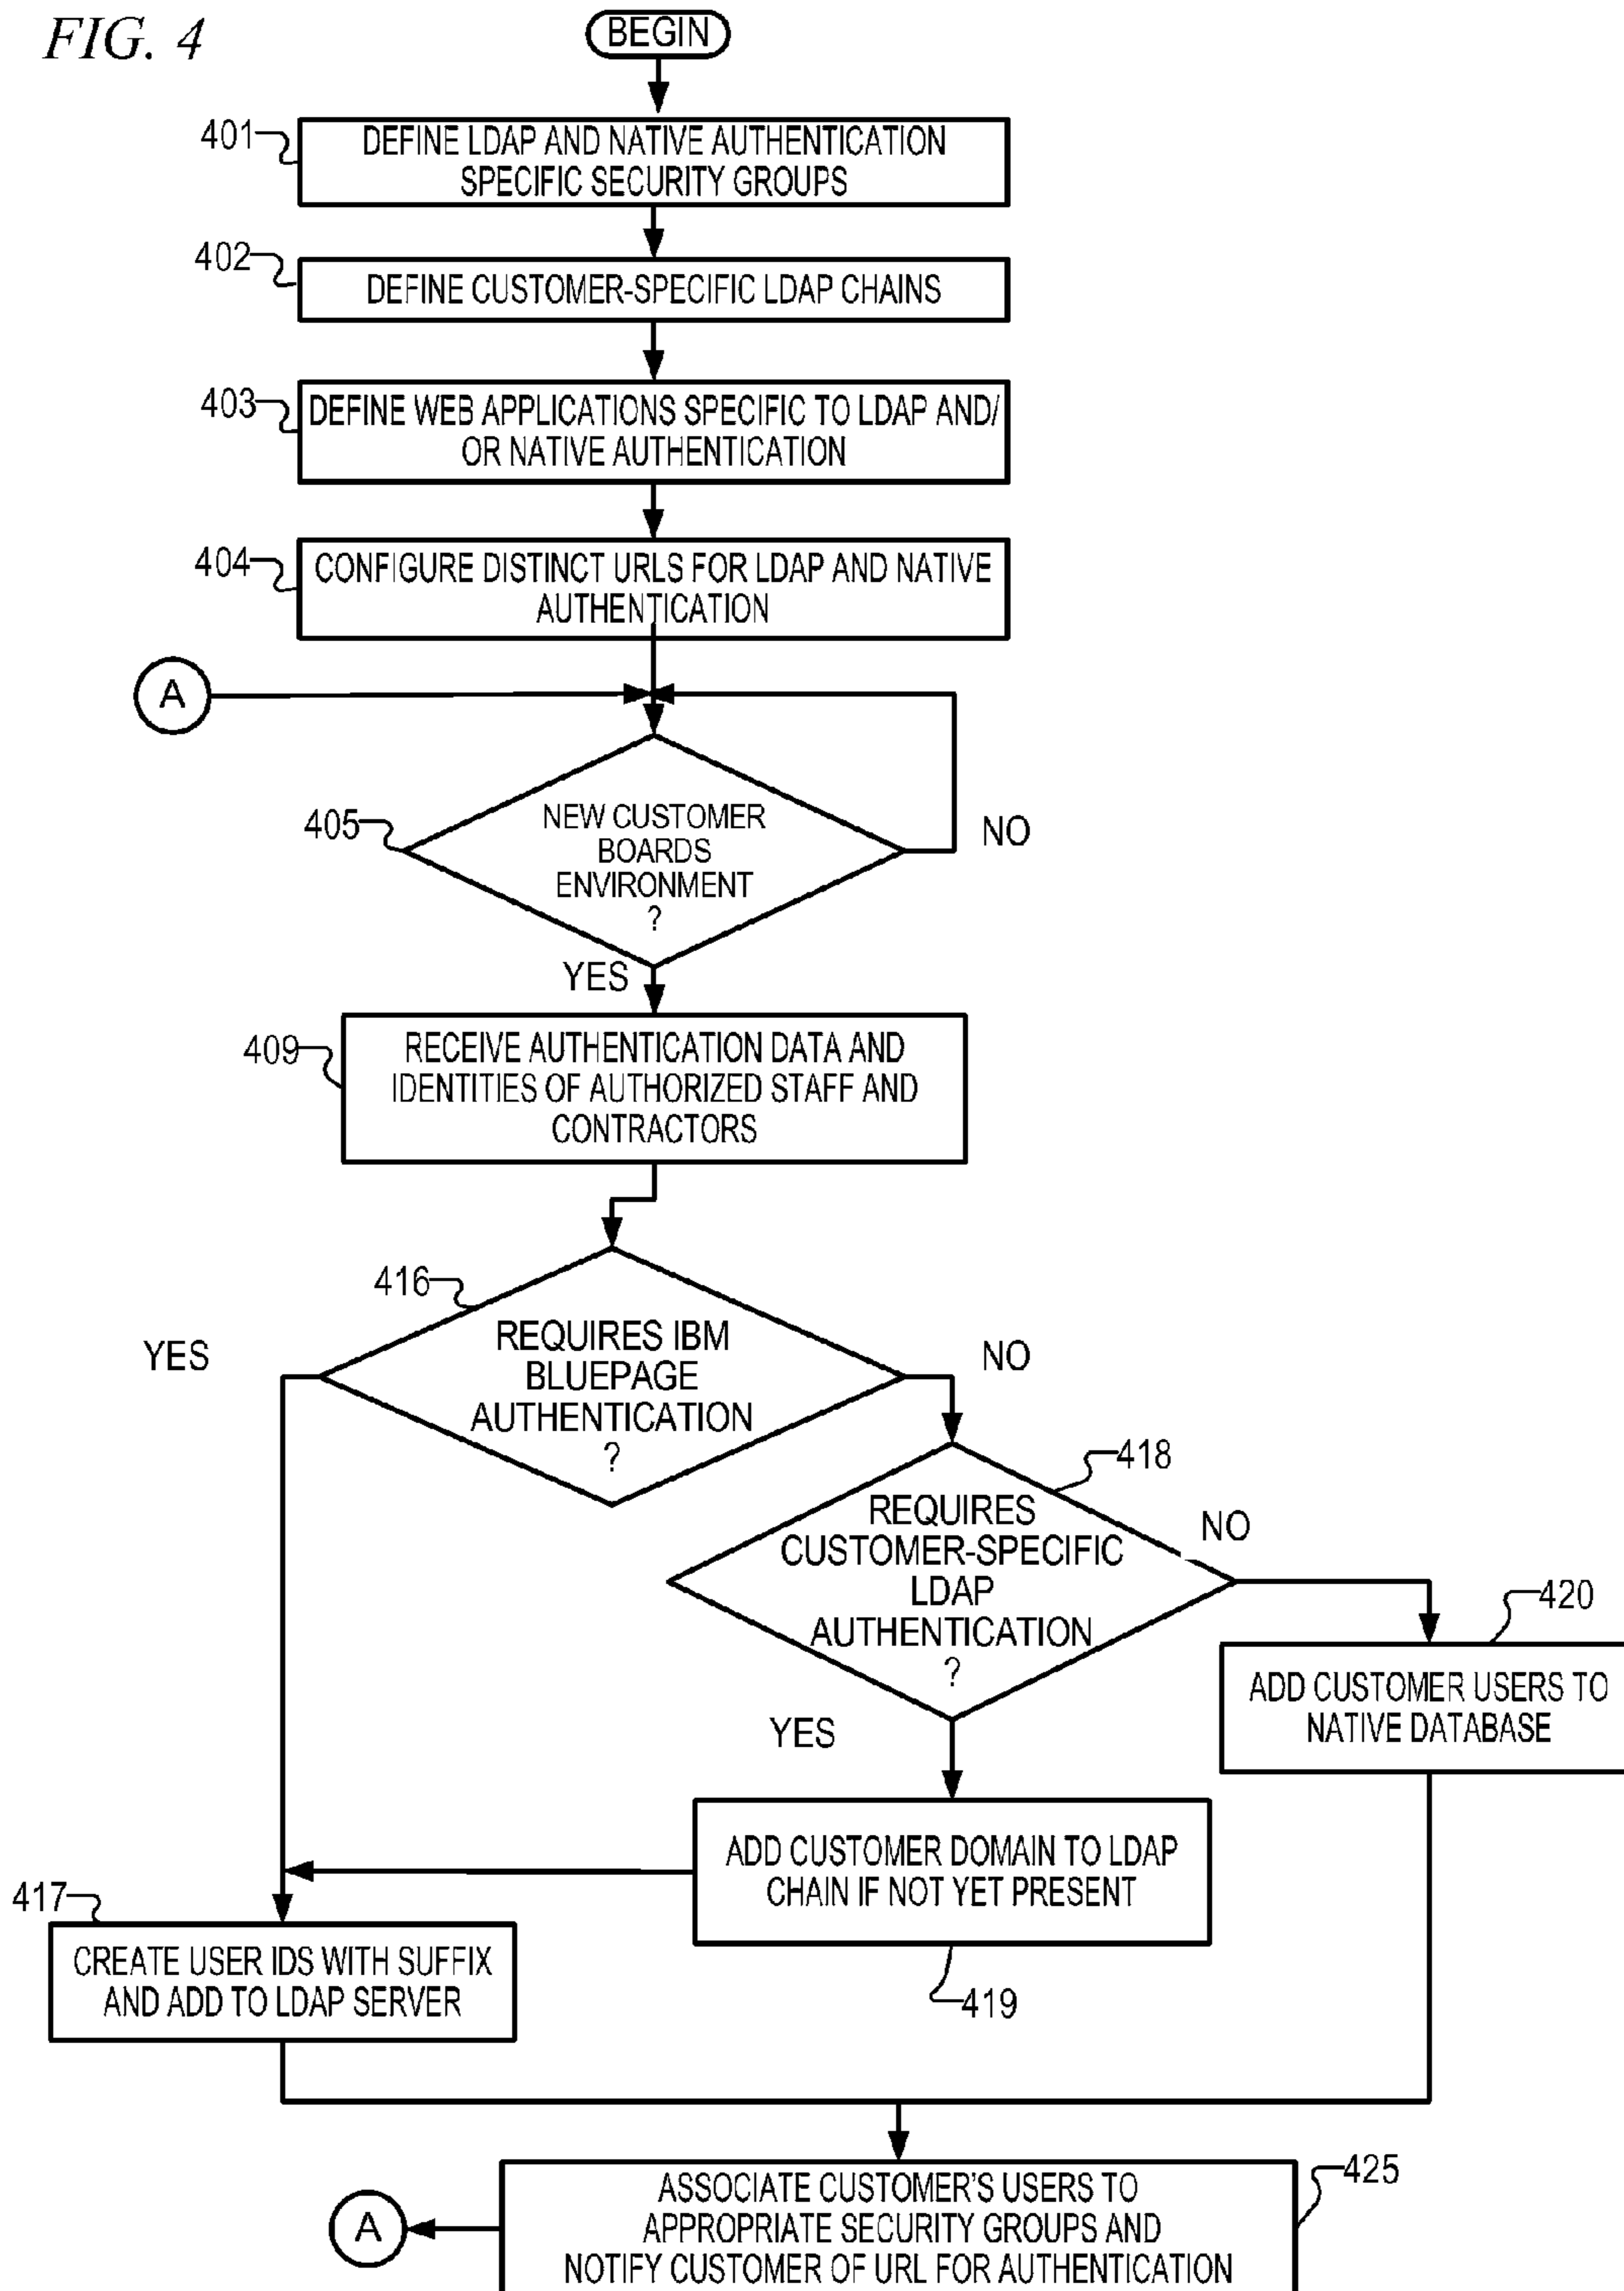 FIG. 4
BEGIN
401
DEFINE LDAP AND NATIVE AUTHENTICATION
SPECIFIC SECURITY GROUPS
402
DEFINE CUSTOMER-SPECIFIC LDAP CHAINS
403
DEFINE WEB APPLICATIONS SPECIFIC TO LDAP AND/
OR NATIVE AUTHENTICATION
404
CONFIGURE DISTINCT URLS FOR LDAP AND NATIVE
AUTHENTICATION
A
405
NEW CUSTOMER
BOARDS
ENVIRONMENT
?
NO
YES
409
RECEIVE AUTHENTICATION DATA AND
IDENTITIES OF AUTHORIZED STAFF AND
CONTRACTORS
416
REQUIRES IBM
BLUEPAGE
AUTHENTICATION
?
YES
NO
418
REQUIRES
CUSTOMER-SPECIFIC
LDAP
AUTHENTICATION
?
NO
YES
420
ADD CUSTOMER USERS TO
NATIVE DATABASE
ADD CUSTOMER DOMAIN TO LDAP
CHAIN IF NOT YET PRESENT
419
417
CREATE USER IDS WITH SUFFIX
AND ADD TO LDAP SERVER
425
ASSOCIATE CUSTOMER'S USERS TO
APPROPRIATE SECURITY GROUPS AND
NOTIFY CUSTOMER OF URL FOR AUTHENTICATION
A